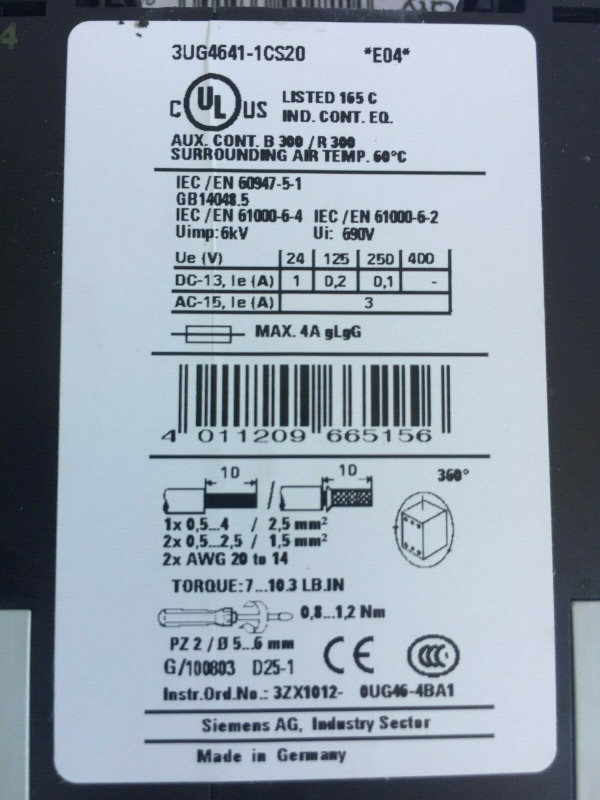 4
3UG4641-1CS20 *E04*
C UL US LISTED 165 C
IND. CONT. EQ.
AUX. CONT. B 300 / R 300
SURROUNDING AIR TEMP. 60°C
IEC / EN 60947-5-1
GB14048.5
IEC / EN 61000-6-4 IEC / EN 61000-6-2
Uimp: 6kV Ui: 690V
Ue (V) 24 125 250 400
DC-13, Ie (A) 1 0,2 0,1 -
AC-15, Ie (A) 3
MAX. 4A gLgG
4 011209 665156
10 10 360°
1x 0,5...4 / 2,5 mm²
2x 0,5...2,5 / 1,5 mm²
2x AWG 20 to 14
TORQUE: 7...10.3 LB.IN
0,8...1,2 Nm
PZ 2 / Ø 5...6 mm
G/100803 D25-1 CE CCC
Instr.Ord.No.: 3ZX1012- 0UG46-4BA1
Siemens AG, Industry Sector
Made in Germany